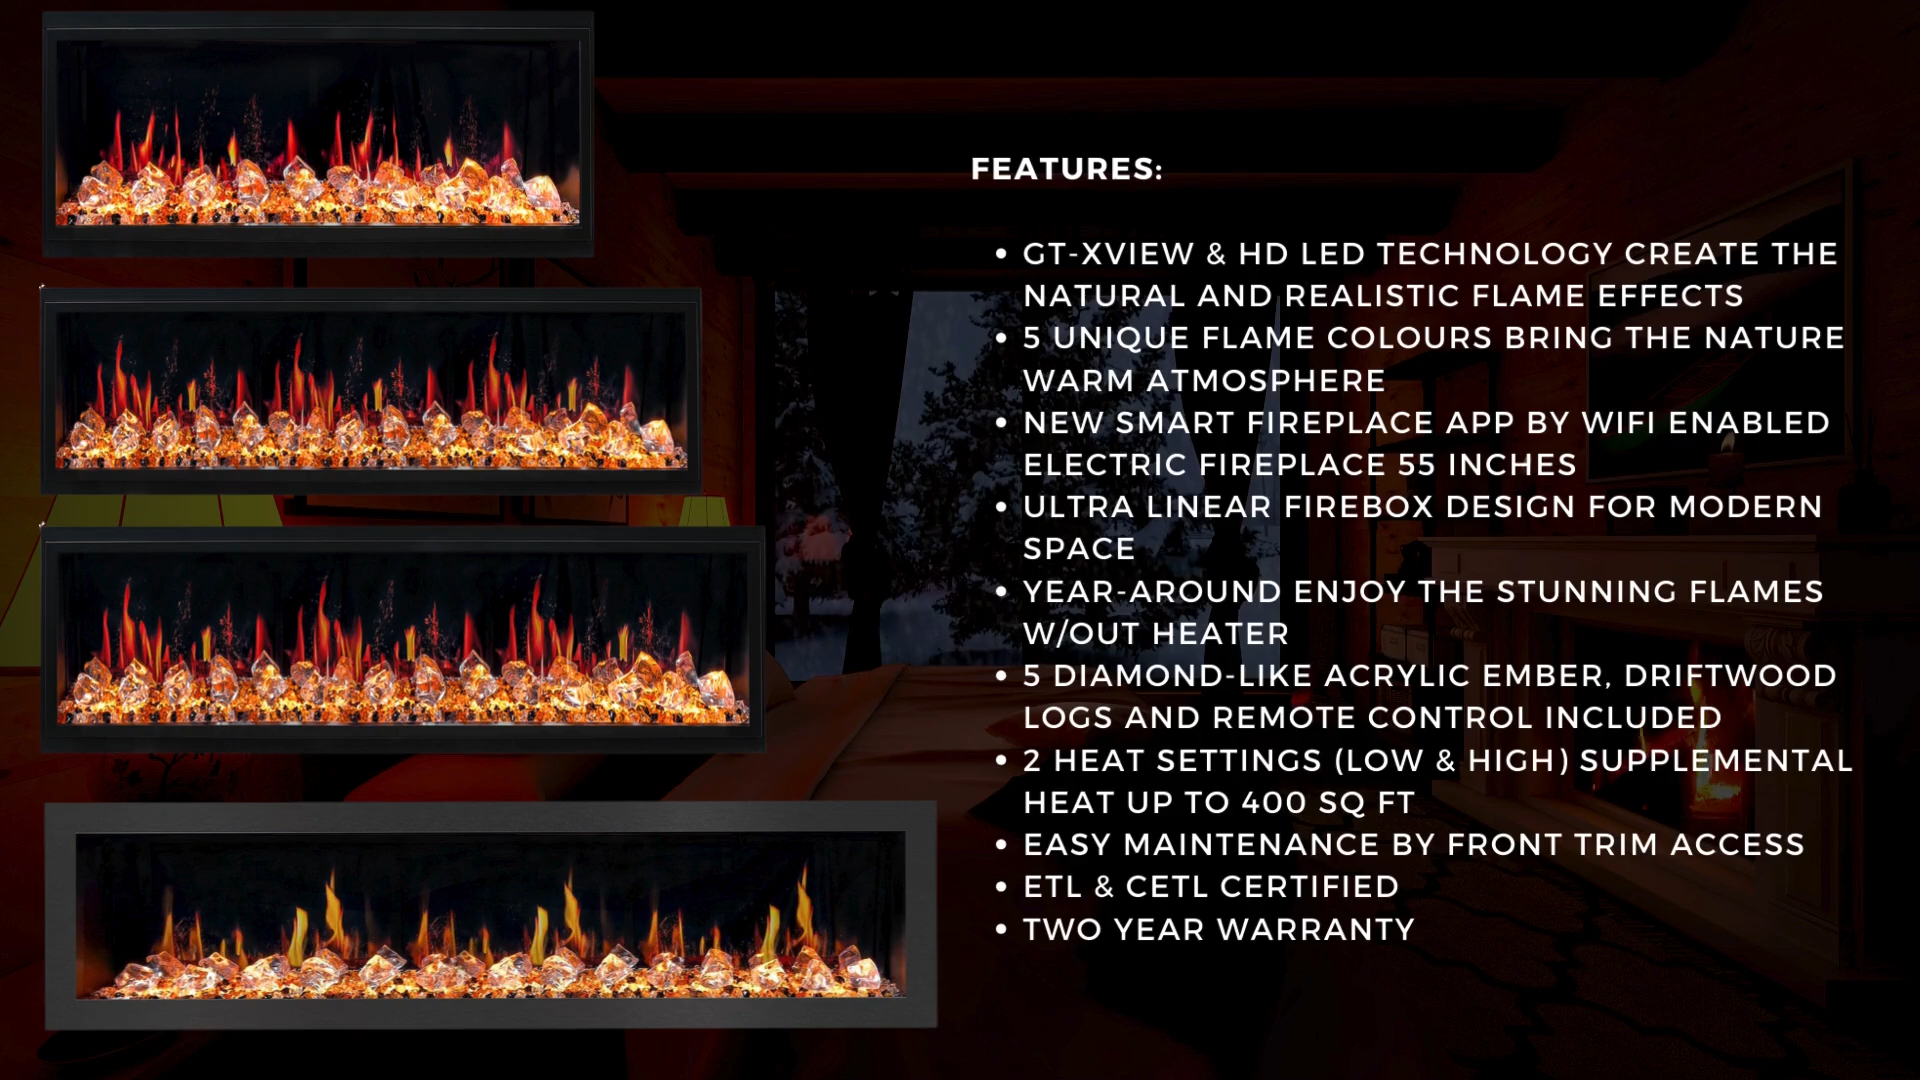 FEATURES:
• GT-XVIEW & HD LED TECHNOLOGY CREATE THE
NATURAL AND REALISTIC FLAME EFFECTS
• 5 UNIQUE FLAME COLOURS BRING THE NATURE
WARM ATMOSPHERE
• NEW SMART FIREPLACE APP BY WIFI ENABLED
ELECTRIC FIREPLACE 55 INCHES
• ULTRA LINEAR FIREBOX DESIGN FOR MODERN
SPACE
• YEAR-AROUND ENJOY THE STUNNING FLAMES
W/OUT HEATER
• 5 DIAMOND-LIKE ACRYLIC EMBER, DRIFTWOOD
LOGS AND REMOTE CONTROL INCLUDED
• 2 HEAT SETTINGS (LOW & HIGH) SUPPLEMENTAL
HEAT UP TO 400 SQ FT
• EASY MAINTENANCE BY FRONT TRIM ACCESS
• ETL & CETL CERTIFIED
• TWO YEAR WARRANTY